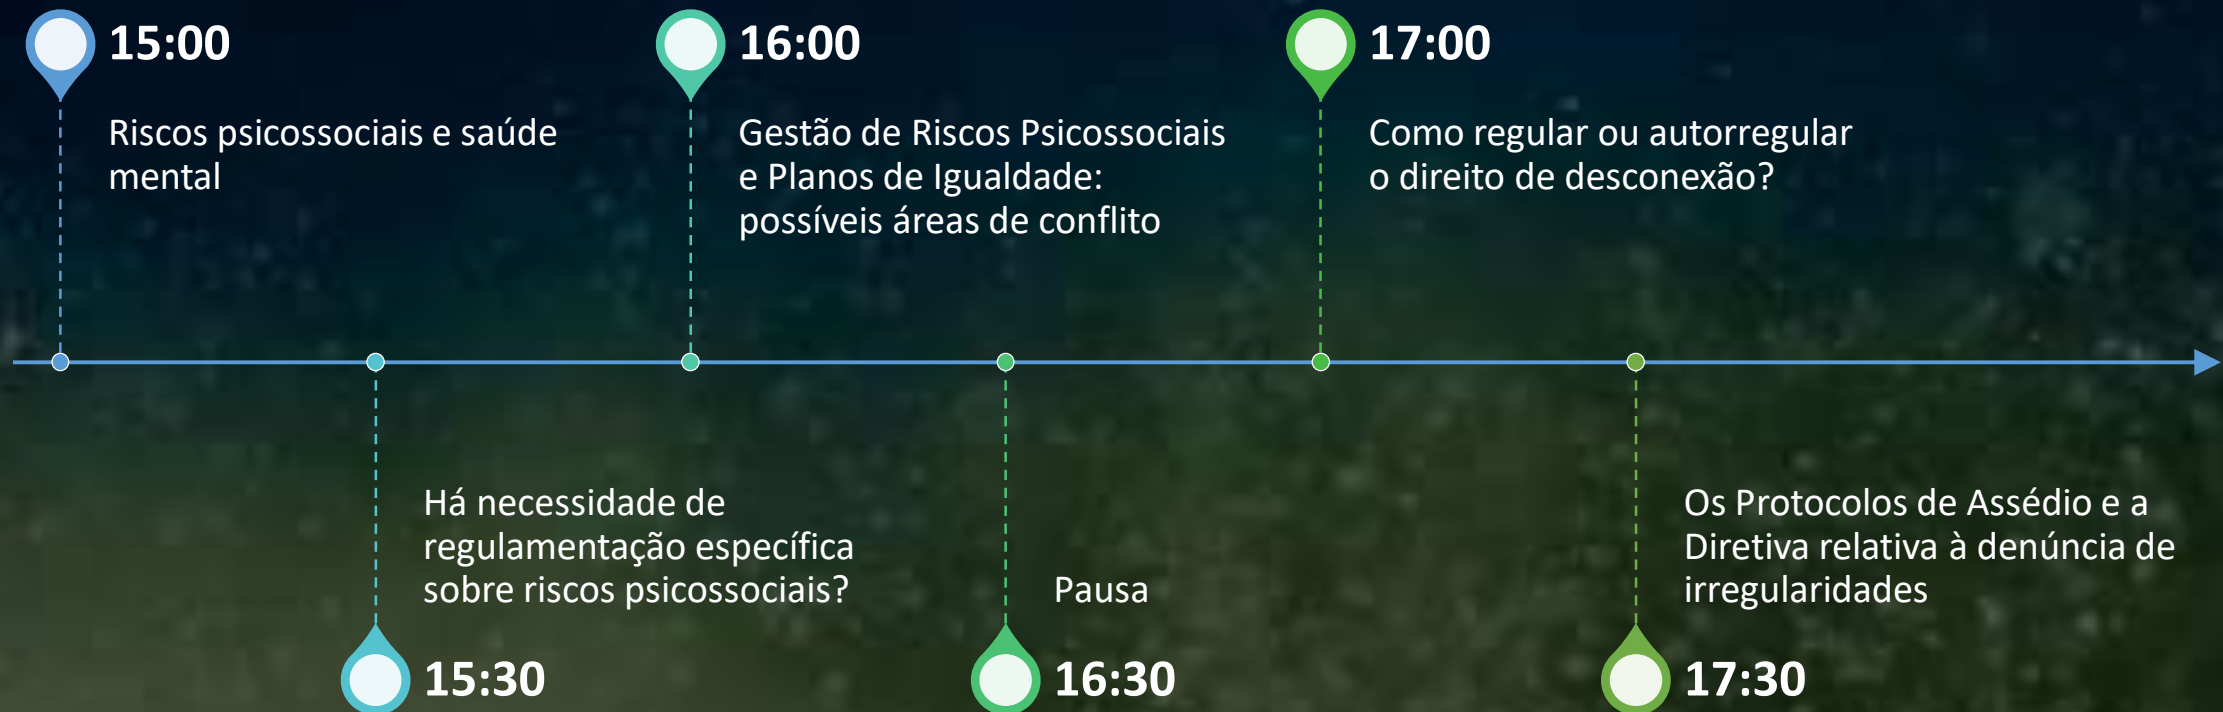 15:00
Riscos psicossociais e saúde
mental
Há necessidade de
regulamentação específica
sobre riscos psicossociais?
15:30
16:00
Gestão de Riscos Psicossociais
e Planos de Igualdade:
possíveis áreas de conflito
Pausa
16:30
17:00
Como regular ou autorregular
o direito de desconexão?
Os Protocolos de Assédio e a
Diretiva relativa à denúncia de
irregularidades
17:30